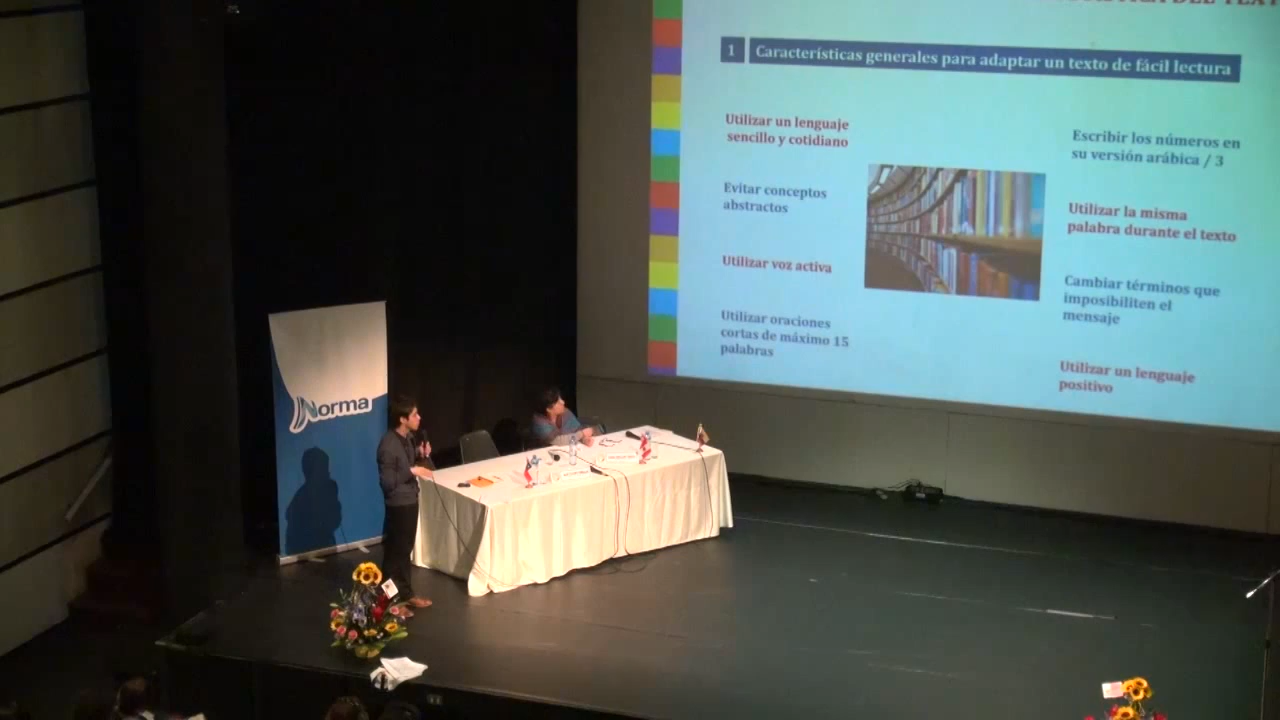 DEL TEXT
1 Características generales para adaptar un texto de fácil lectura
Utilizar un lenguaje
sencillo y cotidiano
Evitar conceptos
abstractos
Utilizar voz activa
Utilizar oraciones
cortas de máximo 15
palabras
Escribir los números en
su versión arábica / 3
Utilizar la misma
palabra durante el texto
Cambiar términos que
imposibiliten el
mensaje
Utilizar un lenguaje
positivo
Norma